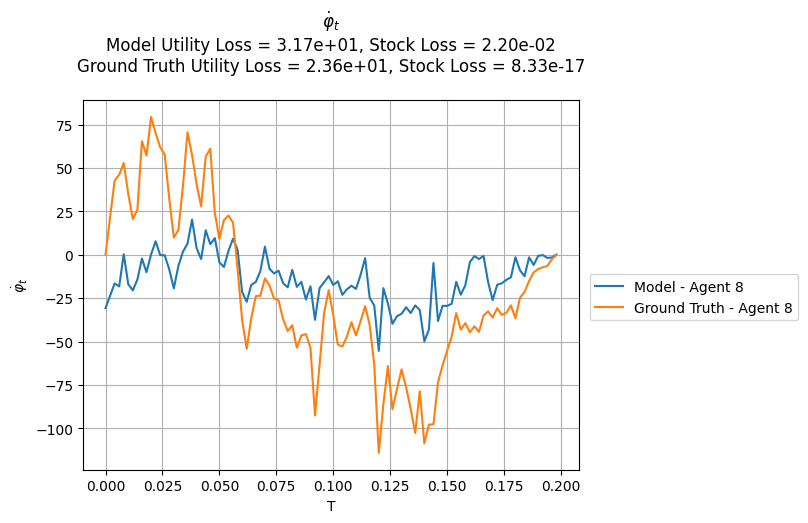 φ̇ₜ
Model Utility Loss = 3.17e+01, Stock Loss = 2.20e-02
Ground Truth Utility Loss = 2.36e+01, Stock Loss = 8.33e-17
75
50
25
0
−25
−50
−75
−100
φ̇ₜ
0.000 0.025 0.050 0.075 0.100 0.125 0.150 0.175 0.200
T
Model - Agent 8
Ground Truth - Agent 8